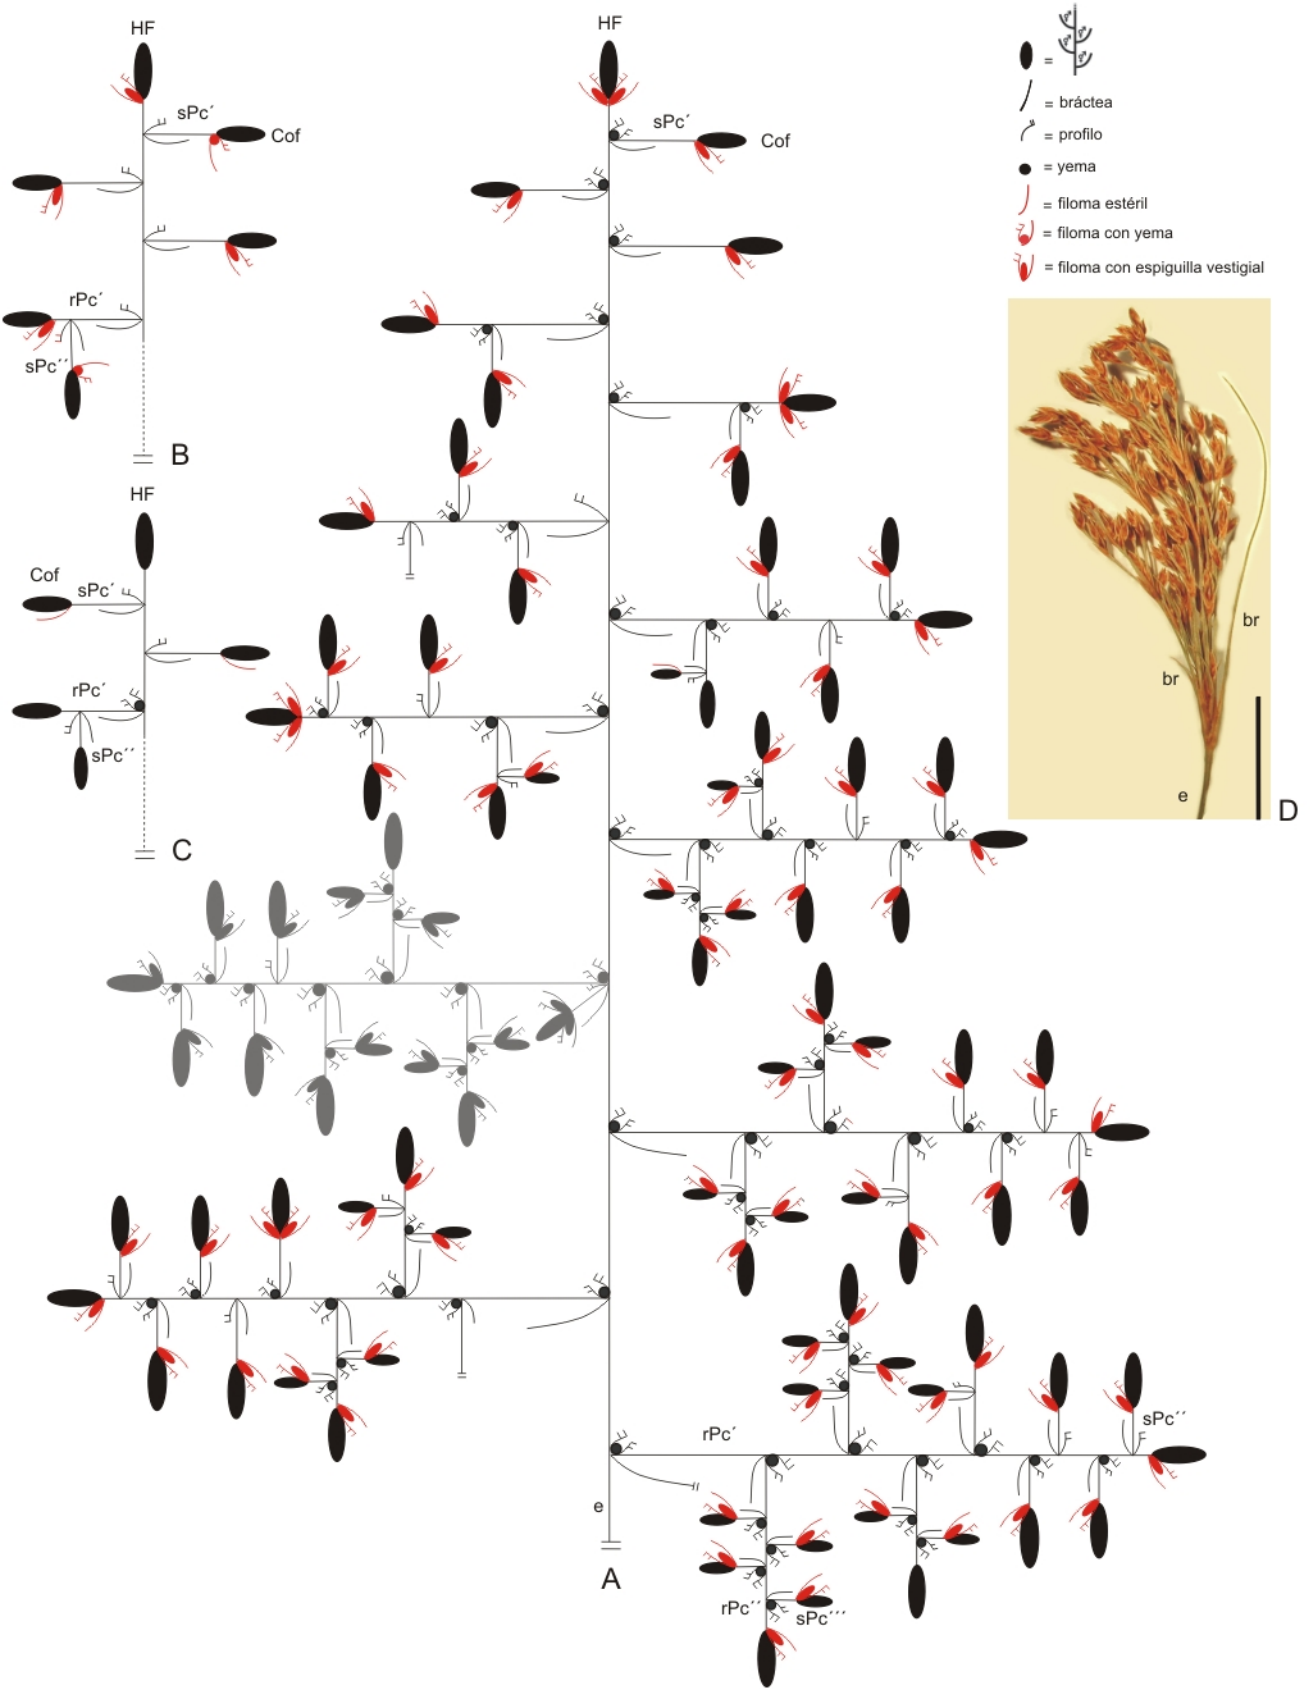 HF
sPc´
Cof
rPc´
sPc´´
B
HF
Cof
sPc´
rPc´
sPc´´
C
HF
sPc´
Cof
rPc´
sPc´´
rPc´´
sPc´´´
e
A
=
= bráctea
= profilo
= yema
= filoma estéril
= filoma con yema
= filoma con espiguilla vestigial
br
br
e
D